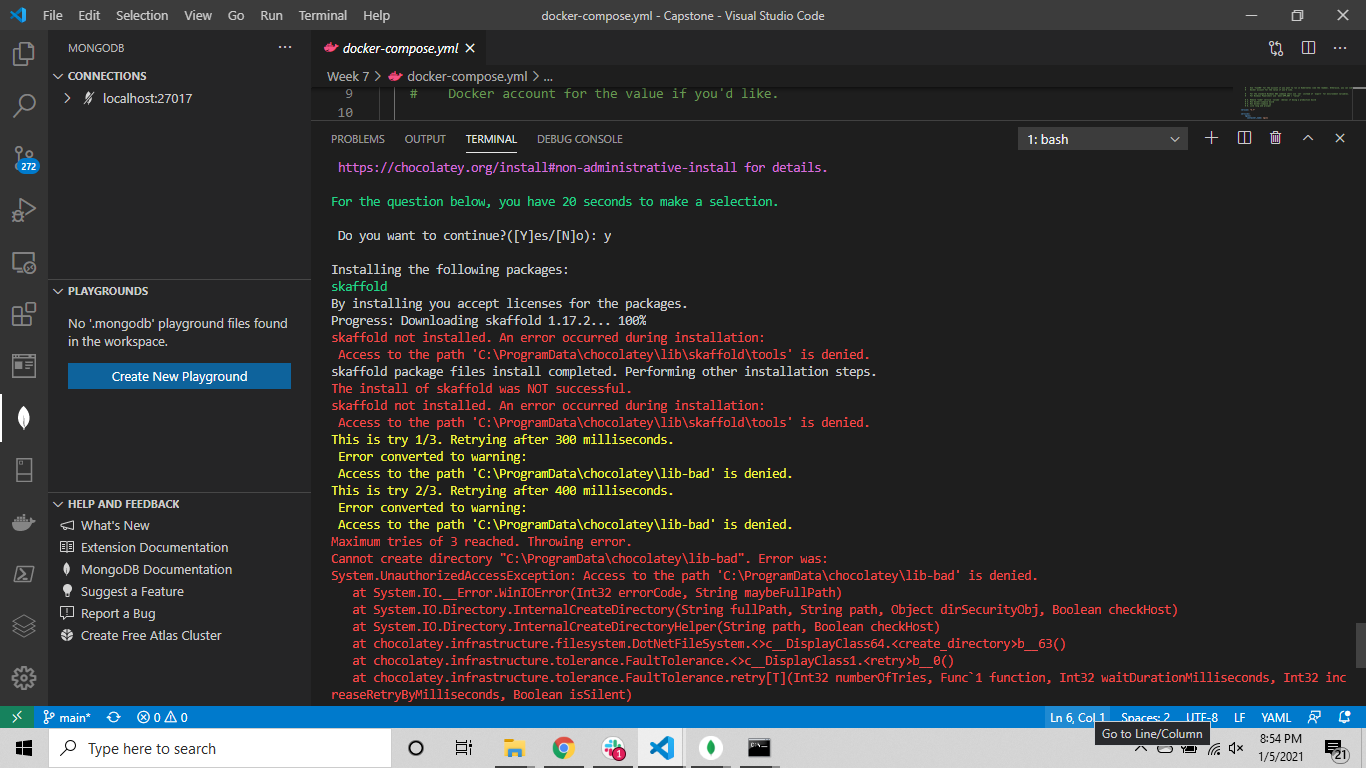 File Edit Selection View Go Run Terminal Help
docker-compose.yml - Capstone - Visual Studio Code
MONGODB
CONNECTIONS
localhost:27017
272
PLAYGROUNDS
No '.mongodb' playground files found
in the workspace.
Create New Playground
HELP AND FEEDBACK
What's New
Extension Documentation
MongoDB Documentation
Suggest a Feature
Report a Bug
Create Free Atlas Cluster
docker-compose.yml
Week 7 > docker-compose.yml > ...
9 # Docker account for the value if you'd like.
10
PROBLEMS OUTPUT TERMINAL DEBUG CONSOLE
1: bash
https://chocolatey.org/install#non-administrative-install for details.
For the question below, you have 20 seconds to make a selection.
Do you want to continue?([Y]es/[N]o): y
Installing the following packages:
skaffold
By installing you accept licenses for the packages.
Progress: Downloading skaffold 1.17.2... 100%
skaffold not installed. An error occurred during installation:
Access to the path 'C:\ProgramData\chocolatey\lib\skaffold\tools' is denied.
skaffold package files install completed. Performing other installation steps.
The install of skaffold was NOT successful.
skaffold not installed. An error occurred during installation:
Access to the path 'C:\ProgramData\chocolatey\lib\skaffold\tools' is denied.
This is try 1/3. Retrying after 300 milliseconds.
Error converted to warning:
Access to the path 'C:\ProgramData\chocolatey\lib-bad' is denied.
This is try 2/3. Retrying after 400 milliseconds.
Error converted to warning:
Access to the path 'C:\ProgramData\chocolatey\lib-bad' is denied.
Maximum tries of 3 reached. Throwing error.
Cannot create directory "C:\ProgramData\chocolatey\lib-bad". Error was:
System.UnauthorizedAccessException: Access to the path 'C:\ProgramData\chocolatey\lib-bad' is denied.
at System.IO.__Error.WinIOError(Int32 errorCode, String maybeFullPath)
at System.IO.Directory.InternalCreateDirectory(String fullPath, String path, Object dirSecurityObj, Boolean checkHost)
at System.IO.Directory.InternalCreateDirectoryHelper(String path, Boolean checkHost)
at chocolatey.infrastructure.filesystem.DotNetFileSystem.<>c__DisplayClass64.<create_directory>b__63()
at chocolatey.infrastructure.tolerance.FaultTolerance.<>c__DisplayClass1.<retry>b__0()
at chocolatey.infrastructure.tolerance.FaultTolerance.retry[T](Int32 numberOfTries, Func`1 function, Int32 waitDurationMilliseconds, Int32 inc
reaseRetryByMilliseconds, Boolean isSilent)
main* 0 0
Ln 6, Col 1 Spaces: 2 UTF-8 LF YAML
Go to Line/Column
Type here to search
1
8:54 PM
1/5/2021
21